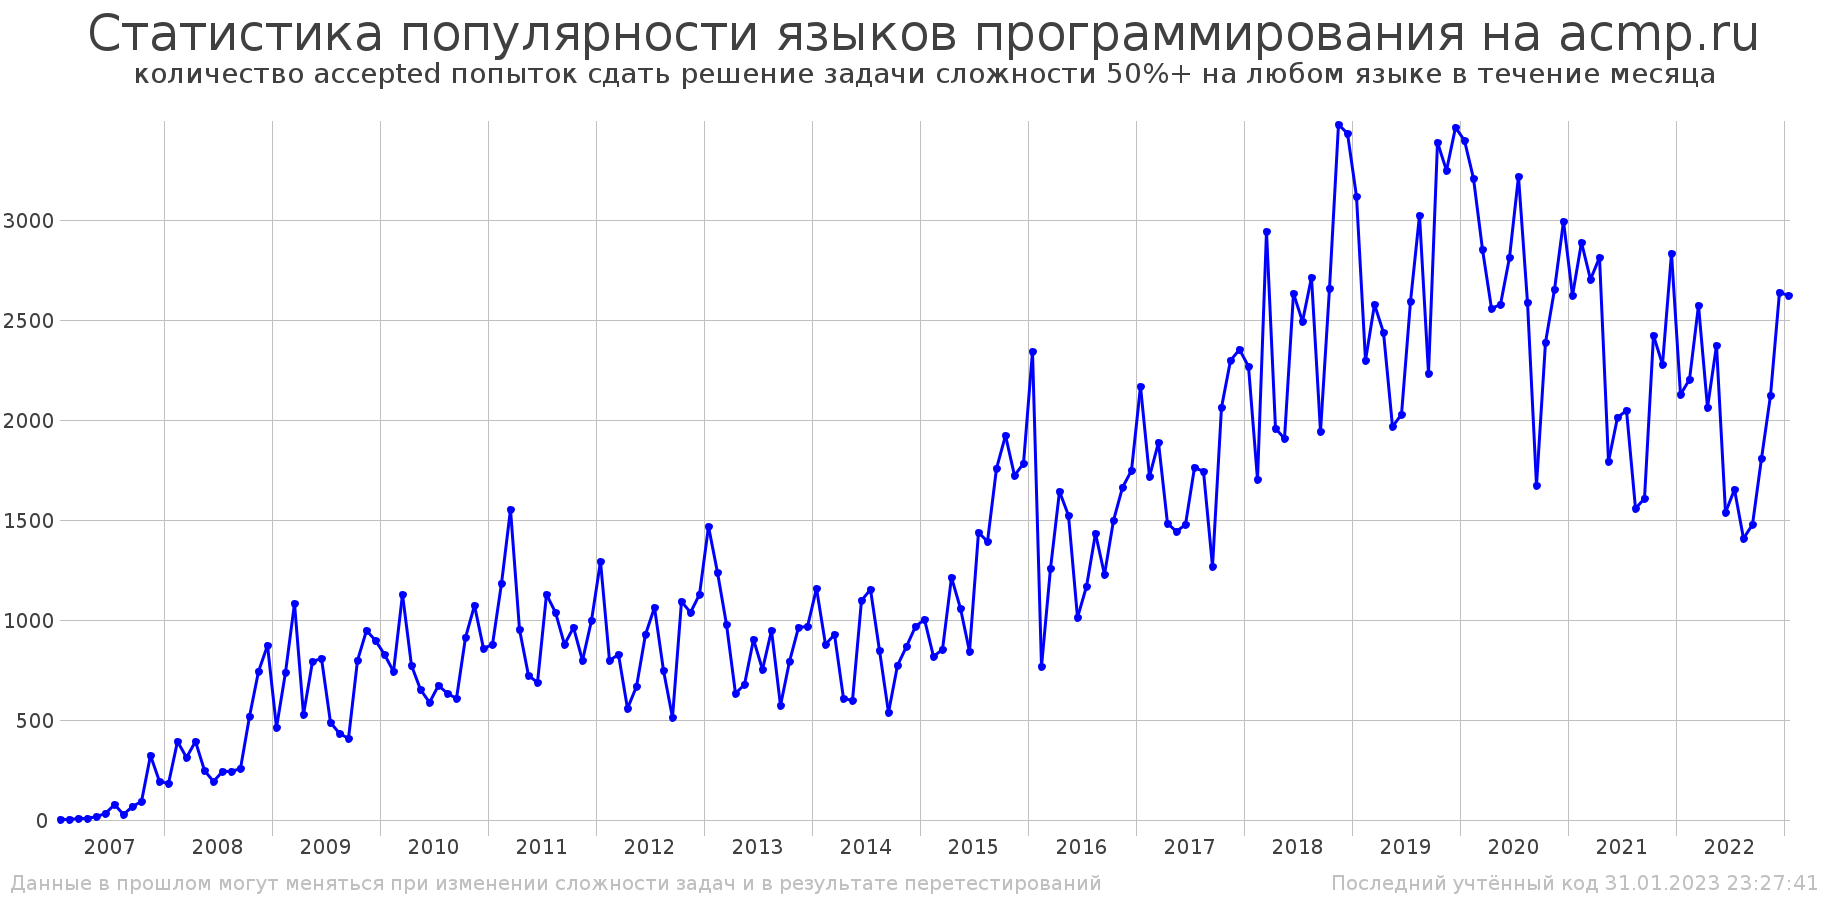 Статистика популярности языков программирования на acmp.ru
количество accepted попыток сдать решение задачи сложности 50%+ на любом языке в течение месяца
3000
2500
2000
1500
1000
500
0
2007 2008 2009 2010 2011 2012 2013 2014 2015 2016 2017 2018 2019 2020 2021 2022
Данные в прошлом могут меняться при изменении сложности задач и в результате перетестирований
Последний учтённый код 31.01.2023 23:27:41